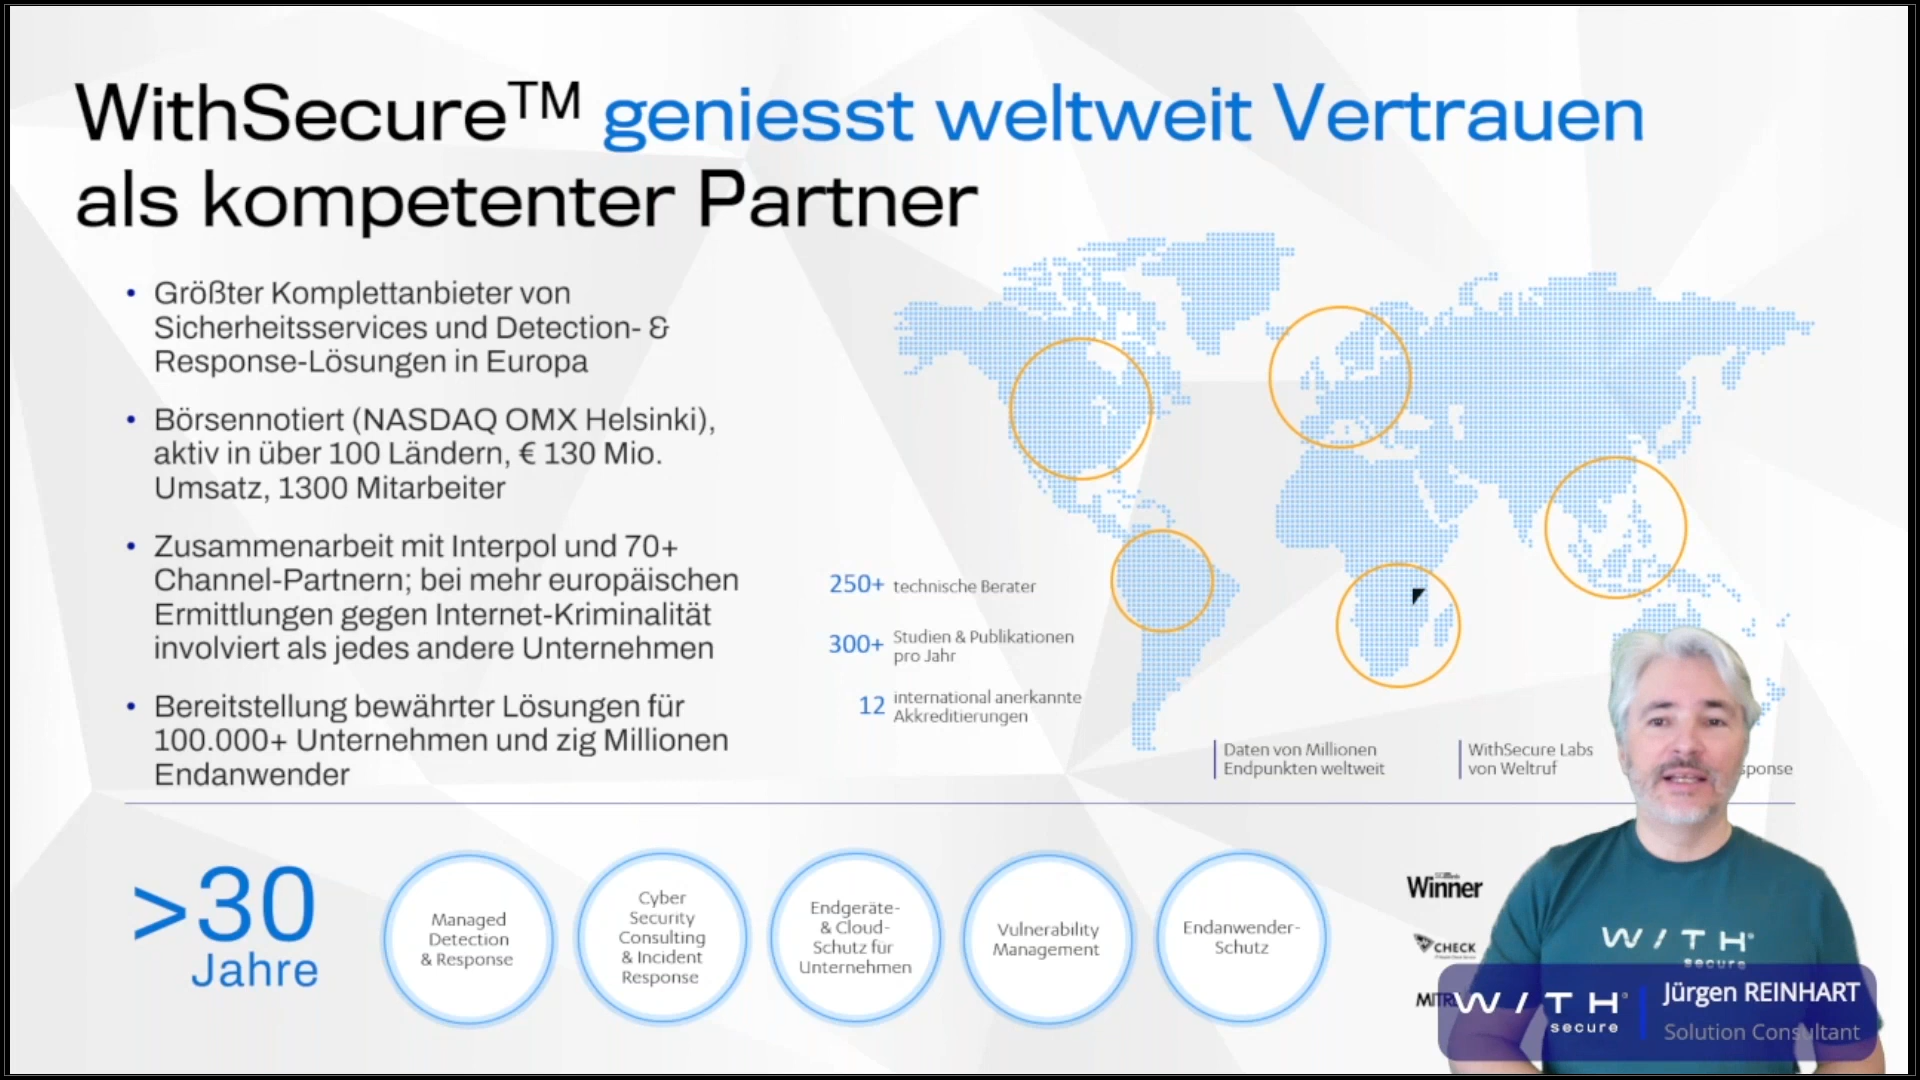 WithSecure™ geniesst weltweit Vertrauen
als kompetenter Partner
• Größter Komplettanbieter von
Sicherheitsservices und Detection- &
Response-Lösungen in Europa
• Börsennotiert (NASDAQ OMX Helsinki),
aktiv in über 100 Ländern, € 130 Mio.
Umsatz, 1300 Mitarbeiter
• Zusammenarbeit mit Interpol und 70+
Channel-Partnern; bei mehr europäischen
Ermittlungen gegen Internet-Kriminalität
involviert als jedes andere Unternehmen
• Bereitstellung bewährter Lösungen für
100.000+ Unternehmen und zig Millionen
Endanwender
250+ technische Berater
300+ Studien & Publikationen
pro Jahr
12 international anerkannte
Akkreditierungen
Daten von Millionen
Endpunkten weltweit
WithSecure Labs
von Weltruf
sponse
>30
Jahre
Managed
Detection
& Response
Cyber
Security
Consulting
& Incident
Response
Endgeräte-
& Cloud-
Schutz für
Unternehmen
Vulnerability
Management
Endanwender-
Schutz
Winner
CHECK
MITRE
W/TH
secure
W/TH
secure
Jürgen REINHART
Solution Consultant